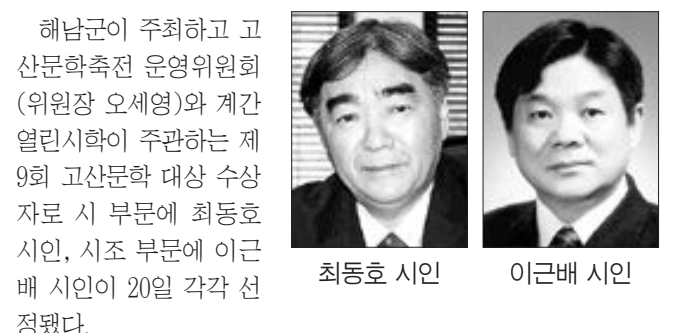 해남군이 주최하고 고
산문학축전 운영위원회
(위원장 오세영)와 계간
열린시학이 주관하는 제
9회 고산문학 대상 수상
자로 시 부문에 최동호
시인, 시조 부문에 이근
배 시인이 20일 각각 선
정됐다.
최동호 시인
이근배 시인